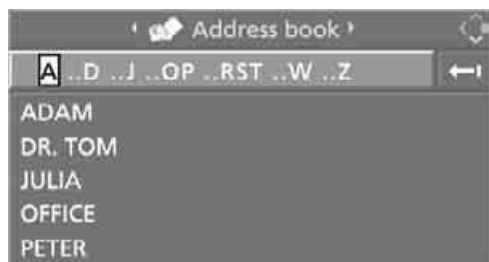 Address book
A ..D ..J ..OP ..RST ..W ..Z
ADAM
DR. TOM
JULIA
OFFICE
PETER